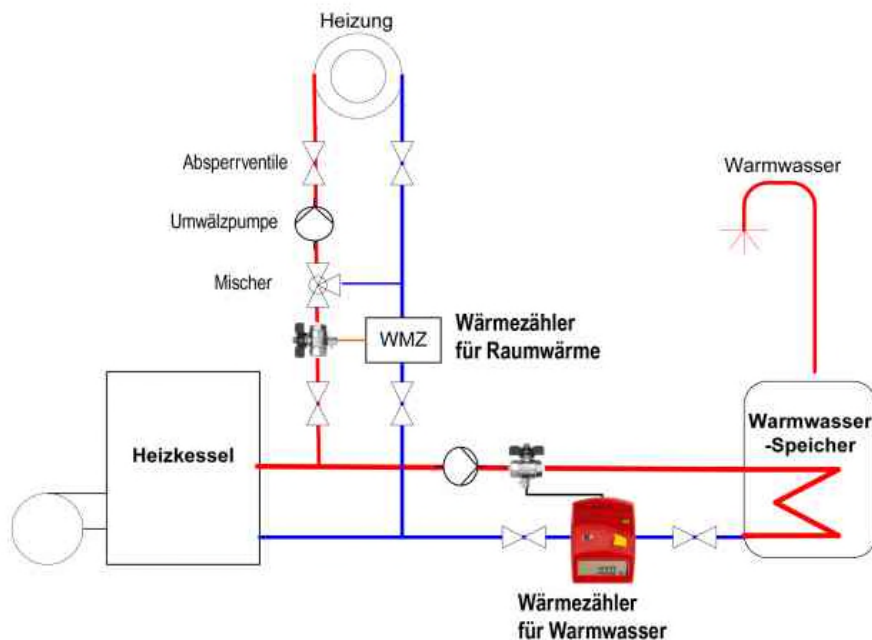 Heizung
Absperrventile
Warmwasser
Umwälzpumpe
Mischer
WMZ
Wärmezähler
für Raumwärme
Heizkessel
Warmwasser
-Speicher
Wärmezähler
für Warmwasser